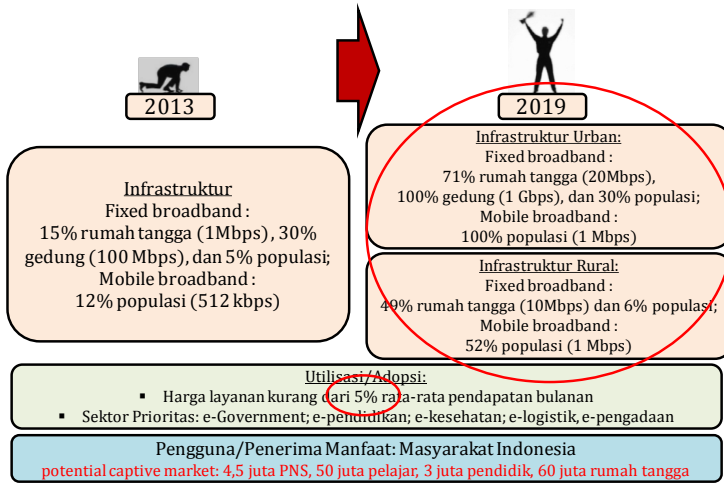 2013
2019
Infrastruktur
Fixed broadband :
15% rumah tangga (1Mbps), 30%
gedung (100 Mbps), dan 5% populasi;
Mobile broadband :
12% populasi (512 kbps)
Infrastruktur Urban:
Fixed broadband :
71% rumah tangga (20Mbps),
100% gedung (1 Gbps), dan 30% populasi;
Mobile broadband :
100% populasi (1 Mbps)
Infrastruktur Rural:
Fixed broadband :
49% rumah tangga (10Mbps) dan 6% populasi;
Mobile broadband :
52% populasi (1 Mbps)
Utilisasi/Adopsi:
▪ Harga layanan kurang dari 5% rata-rata pendapatan bulanan
▪ Sektor Prioritas: e-Government; e-pendidikan; e-kesehatan; e-logistik, e-pengadaan
Pengguna/Penerima Manfaat: Masyarakat Indonesia
potential captive market: 4,5 juta PNS, 50 juta pelajar, 3 juta pendidik, 60 juta rumah tangga